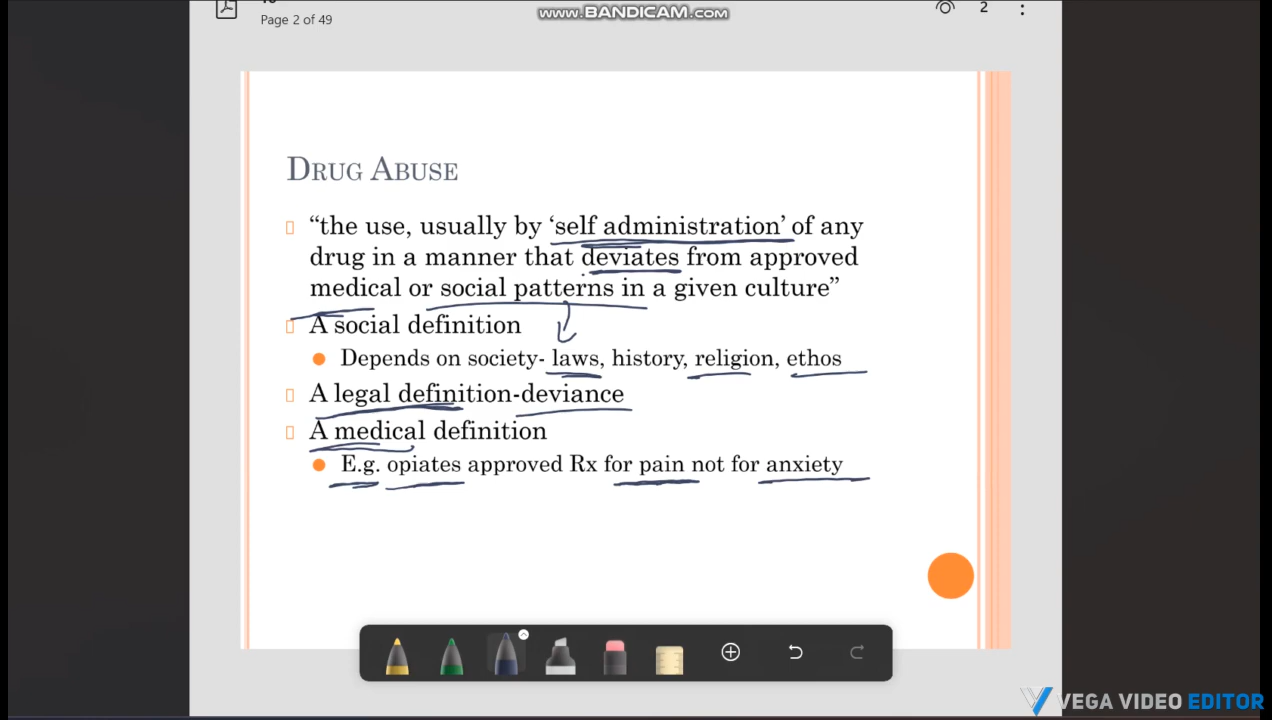 Page 2 of 49
www.BANDICAM.com
2
DRUG ABUSE
“the use, usually by ‘self administration’ of any
drug in a manner that deviates from approved
medical or social patterns in a given culture”
A social definition
Depends on society- laws, history, religion, ethos
A legal definition-deviance
A medical definition
E.g. opiates approved Rx for pain not for anxiety
VEGA VIDEO EDITOR